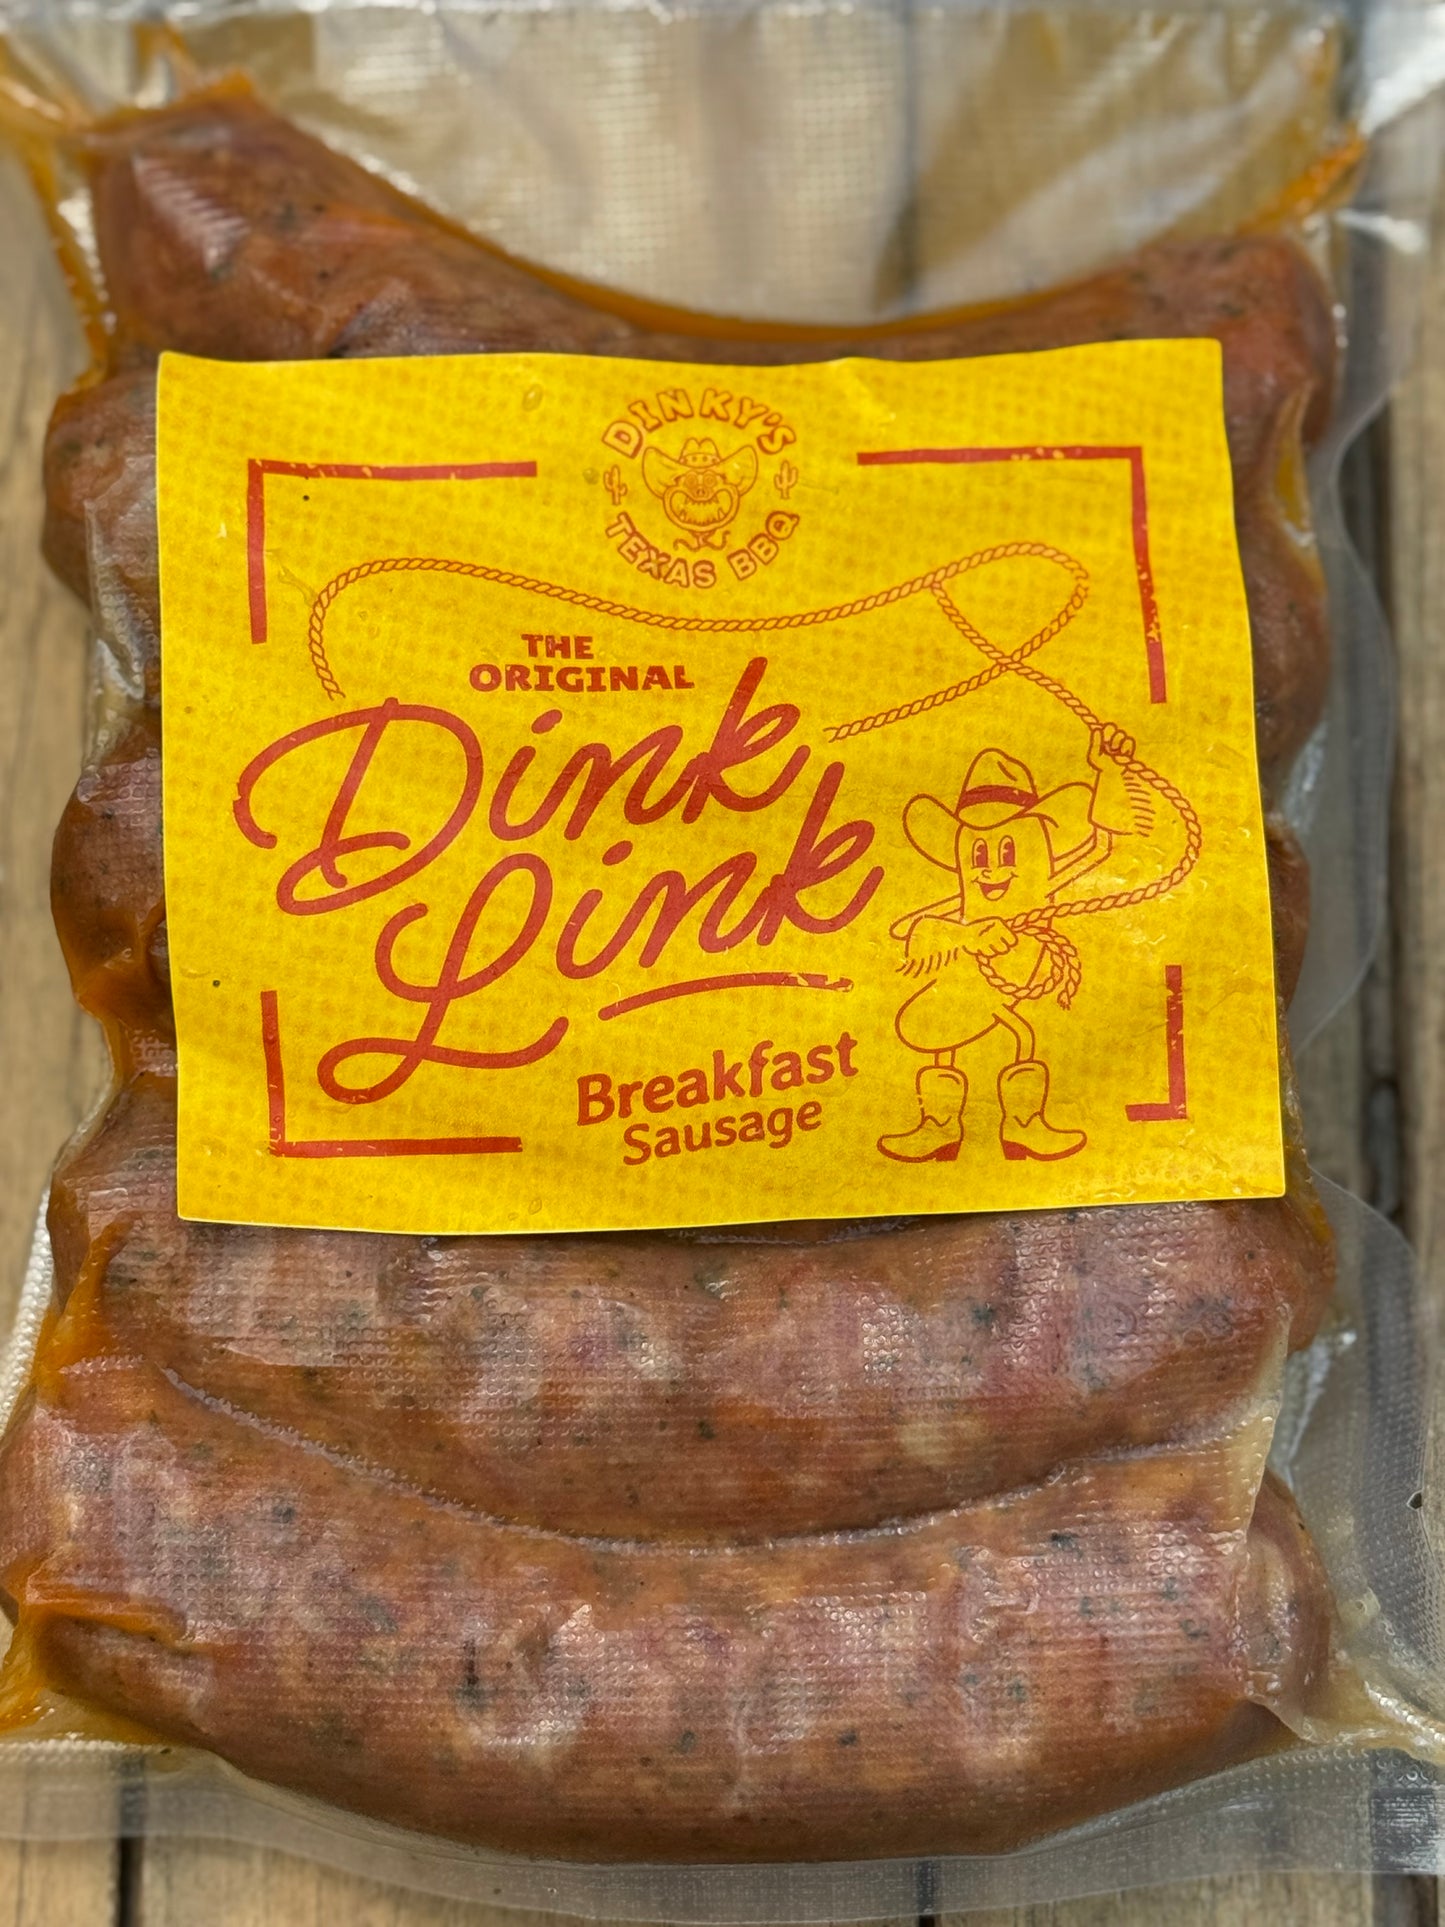 DINKY'S
TEXAS BBQ
THE
ORIGINAL
Dink
Link
Breakfast
Sausage